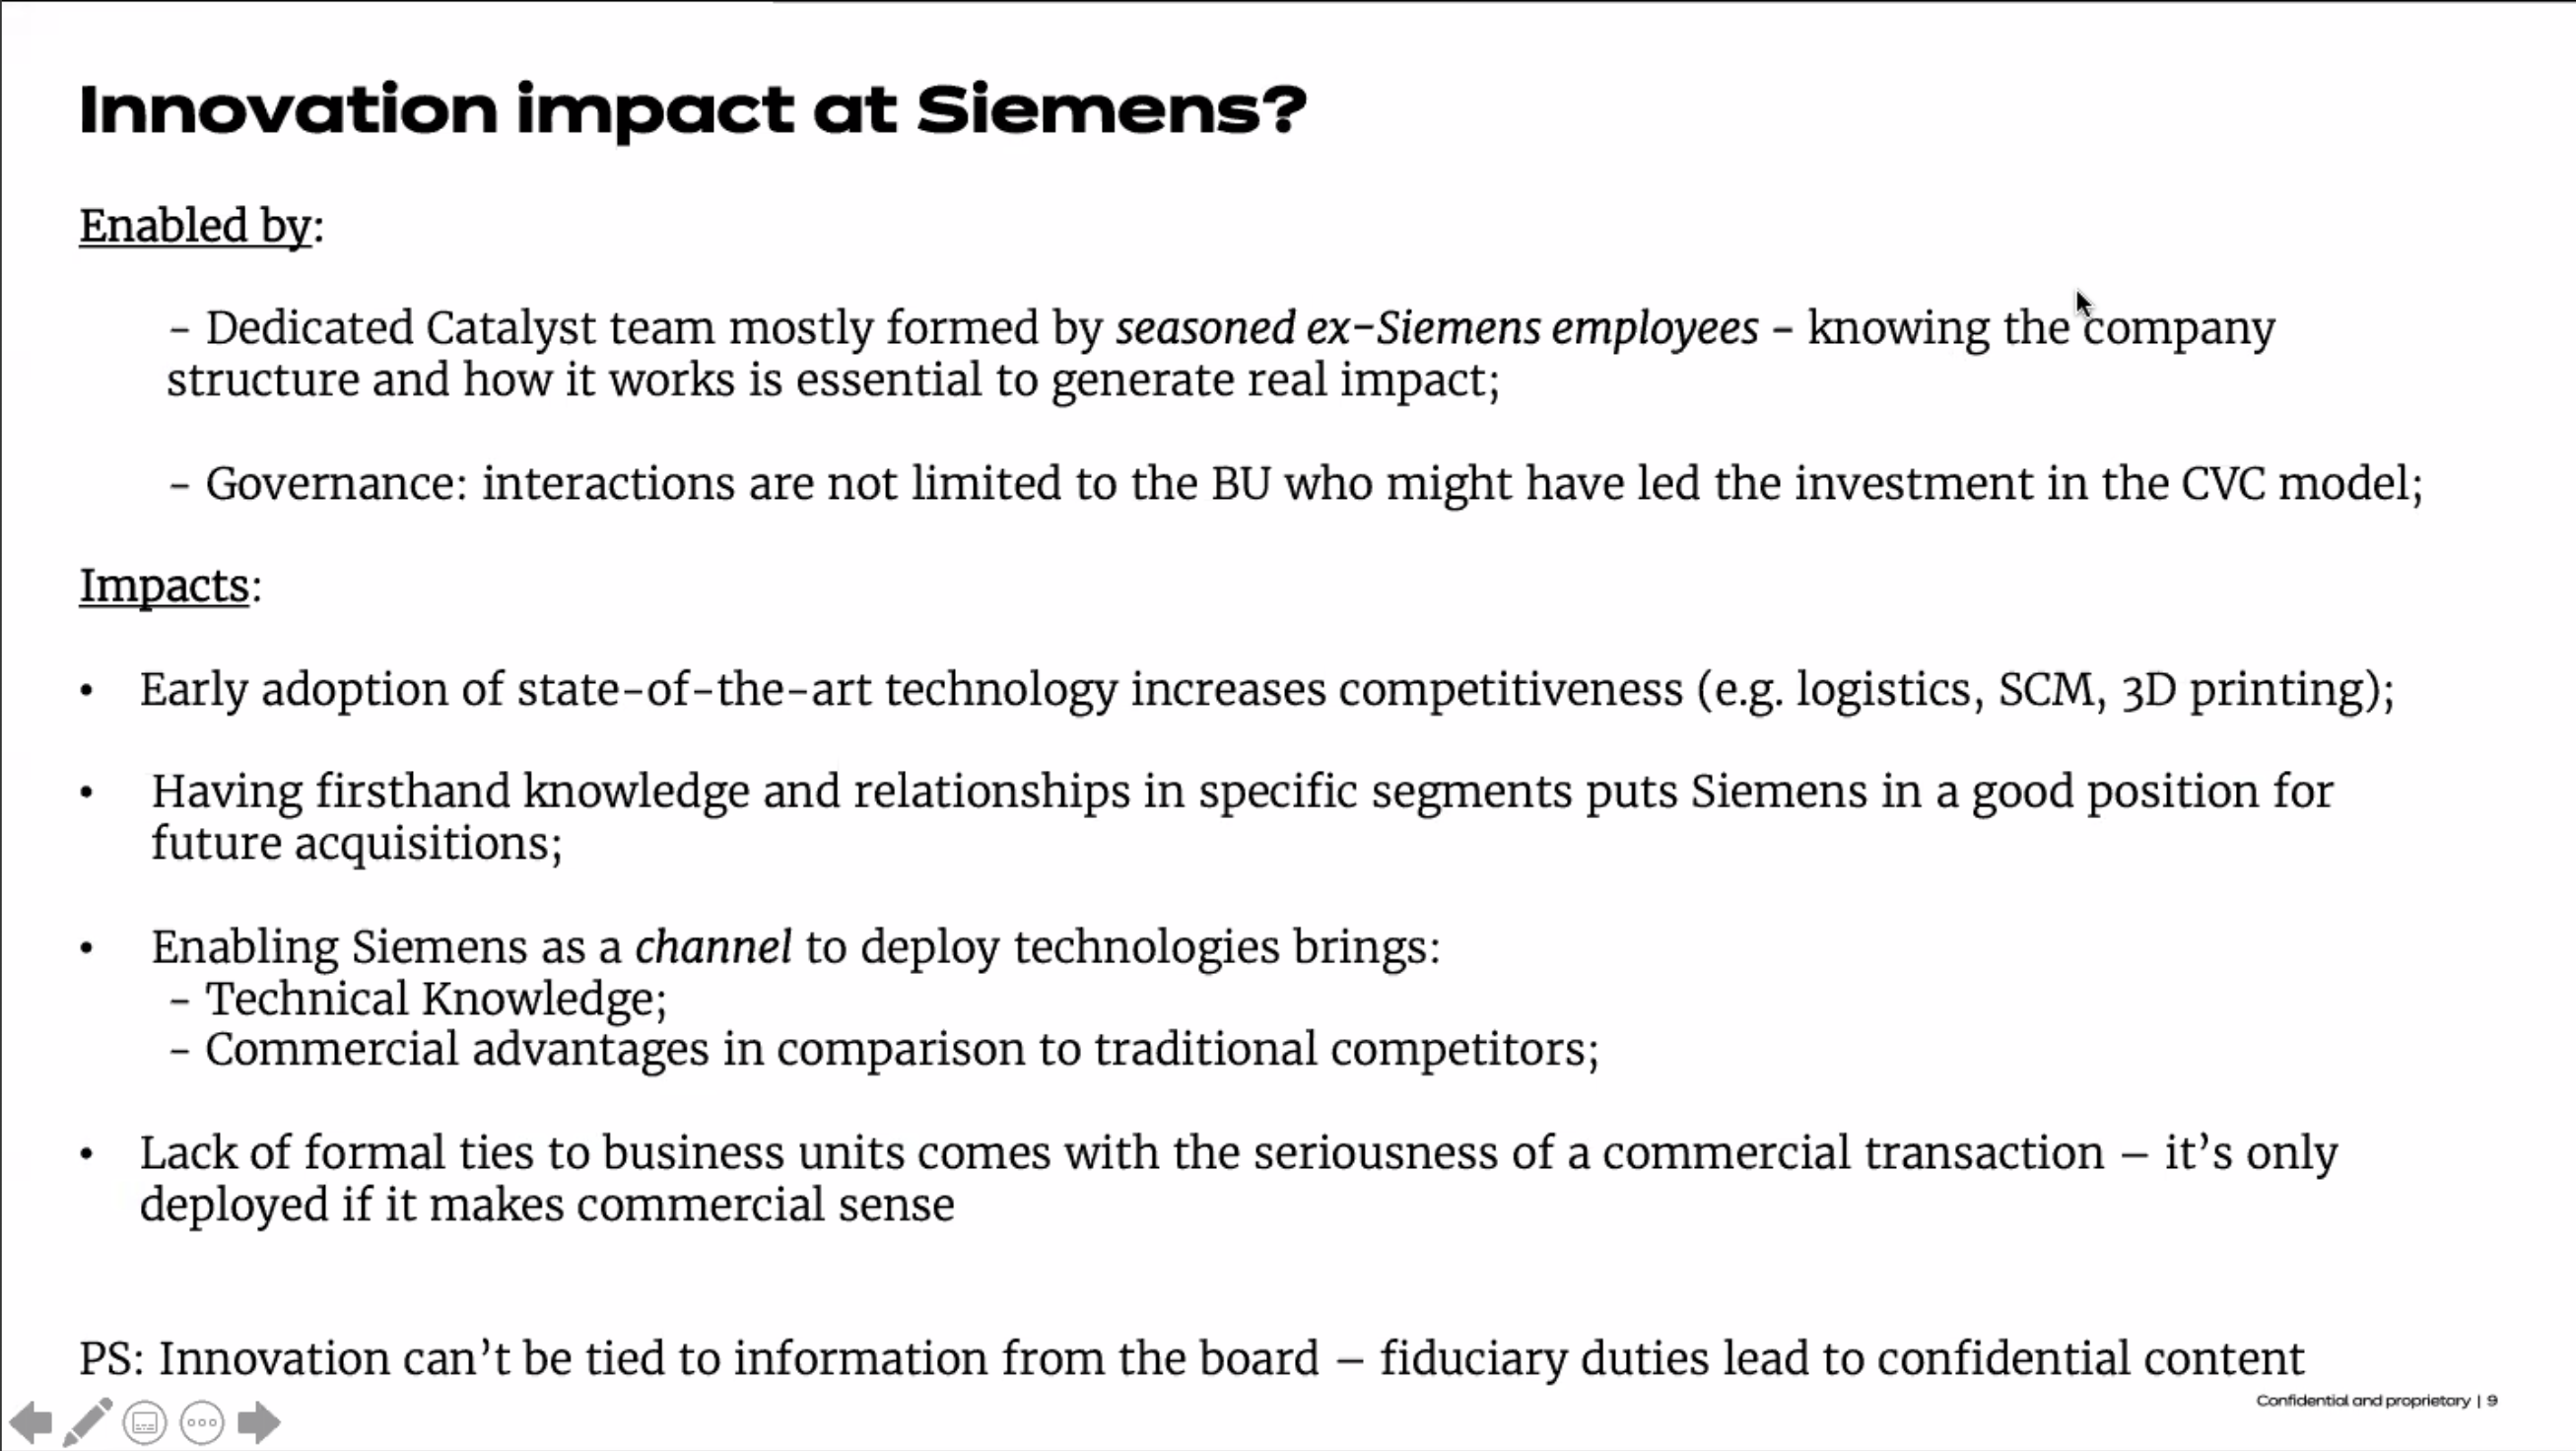 Innovation impact at Siemens?
Enabled by:
- Dedicated Catalyst team mostly formed by seasoned ex-Siemens employees - knowing the company
structure and how it works is essential to generate real impact;
- Governance: interactions are not limited to the BU who might have led the investment in the CVC model;
Impacts:
• Early adoption of state-of-the-art technology increases competitiveness (e.g. logistics, SCM, 3D printing);
• Having firsthand knowledge and relationships in specific segments puts Siemens in a good position for
future acquisitions;
• Enabling Siemens as a channel to deploy technologies brings:
- Technical Knowledge;
- Commercial advantages in comparison to traditional competitors;
• Lack of formal ties to business units comes with the seriousness of a commercial transaction – it’s only
deployed if it makes commercial sense
PS: Innovation can’t be tied to information from the board – fiduciary duties lead to confidential content
Confidential and proprietary | 9